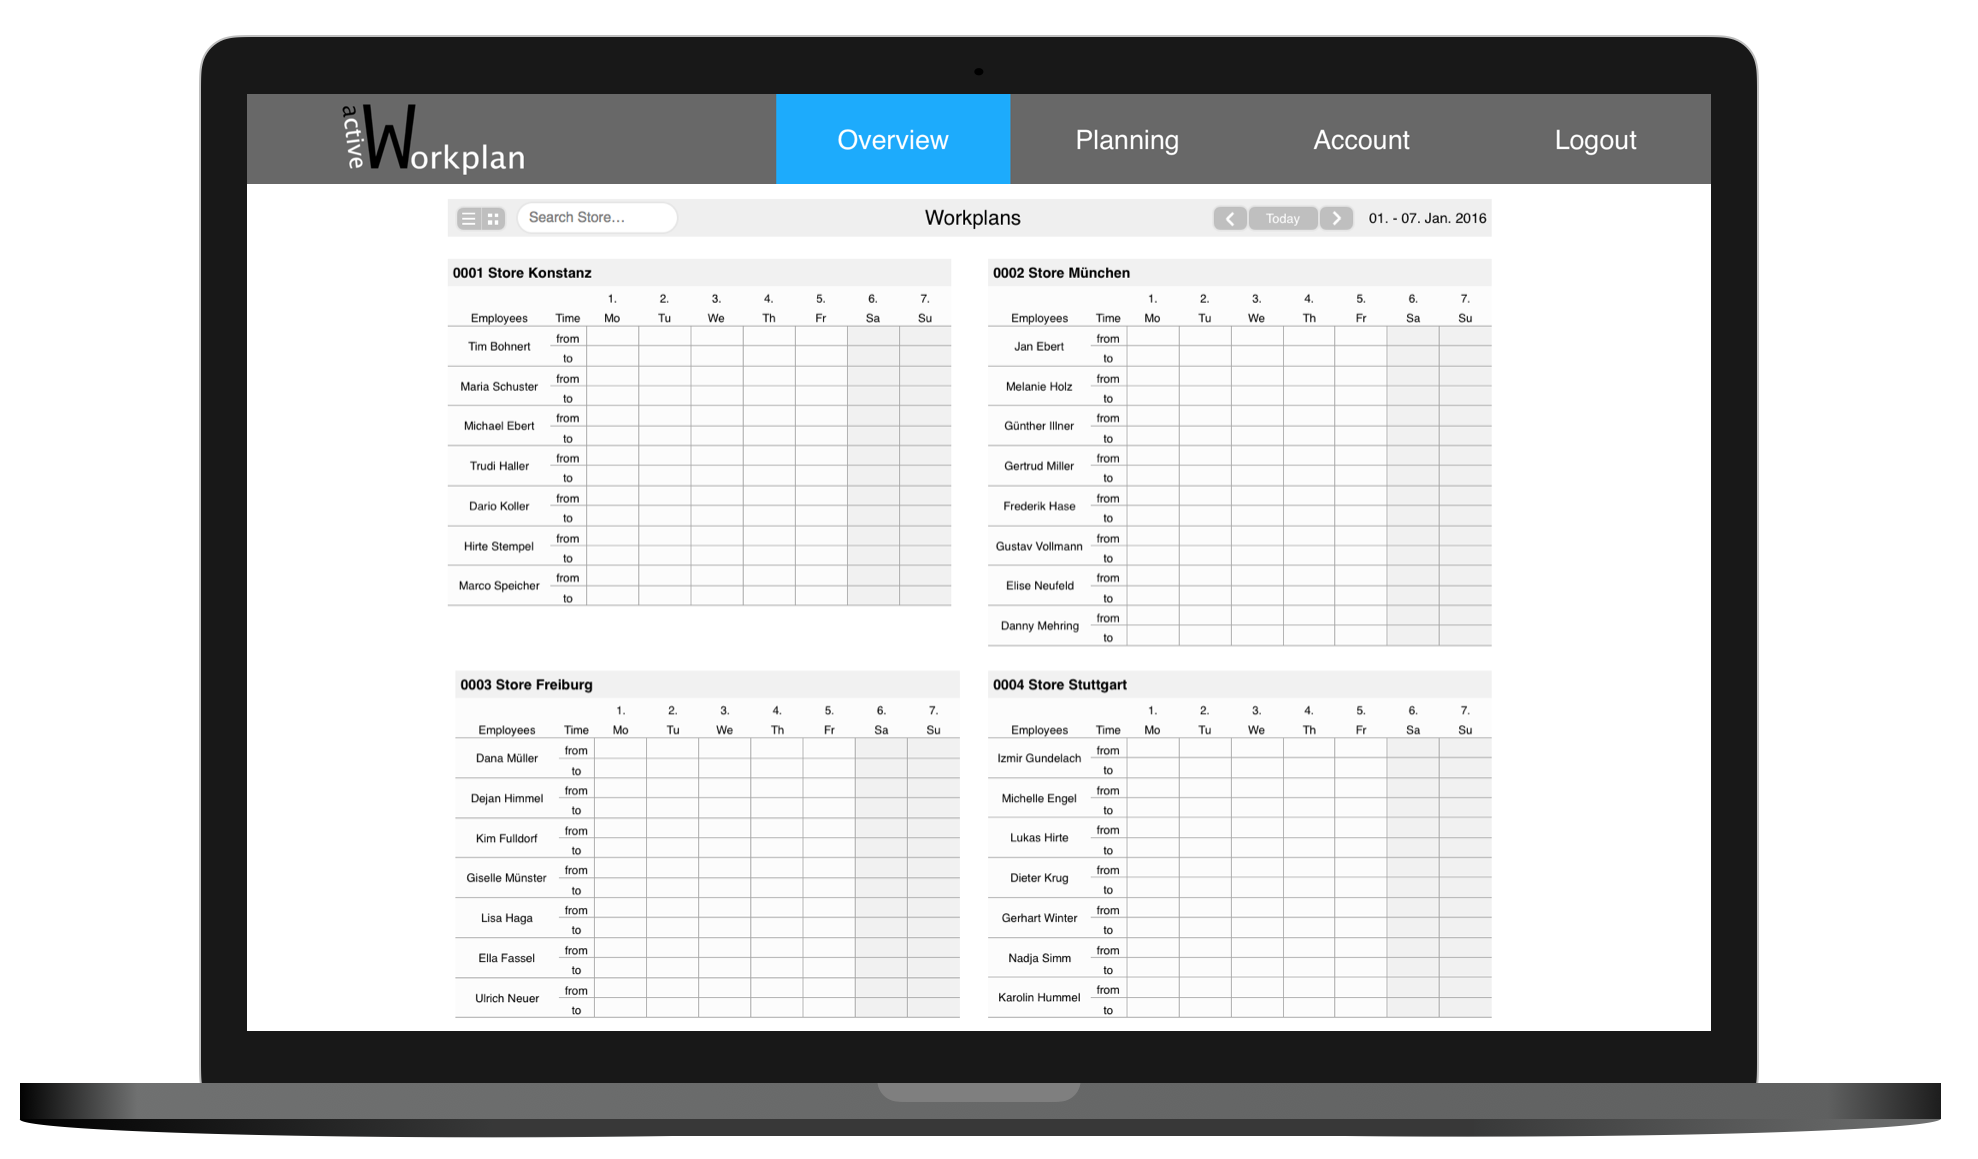 active Workplan Overview Planning Account Logout
Search Store... Workplans Today 01. - 07. Jan. 2016
0001 Store Konstanz
1. 2. 3. 4. 5. 6. 7.
Employees Time Mo Tu We Th Fr Sa Su
Tim Bohnert from
to
Maria Schuster from
to
Michael Ebert from
to
Trudi Haller from
to
Dario Koller from
to
Hirte Stempel from
to
Marco Speicher from
to
0002 Store München
1. 2. 3. 4. 5. 6. 7.
Employees Time Mo Tu We Th Fr Sa Su
Jan Ebert from
to
Melanie Holz from
to
Günther Illner from
to
Gertrud Miller from
to
Frederik Hase from
to
Gustav Vollmann from
to
Elise Neufeld from
to
Danny Mehring from
to
0003 Store Freiburg
1. 2. 3. 4. 5. 6. 7.
Employees Time Mo Tu We Th Fr Sa Su
Dana Müller from
to
Dejan Himmel from
to
Kim Fulldorf from
to
Giselle Münster from
to
Lisa Haga from
to
Ella Fassel from
to
Ulrich Neuer from
to
0004 Store Stuttgart
1. 2. 3. 4. 5. 6. 7.
Employees Time Mo Tu We Th Fr Sa Su
Izmir Gundelach from
to
Michelle Engel from
to
Lukas Hirte from
to
Dieter Krug from
to
Gerhart Winter from
to
Nadja Simm from
to
Karolin Hummel from
to